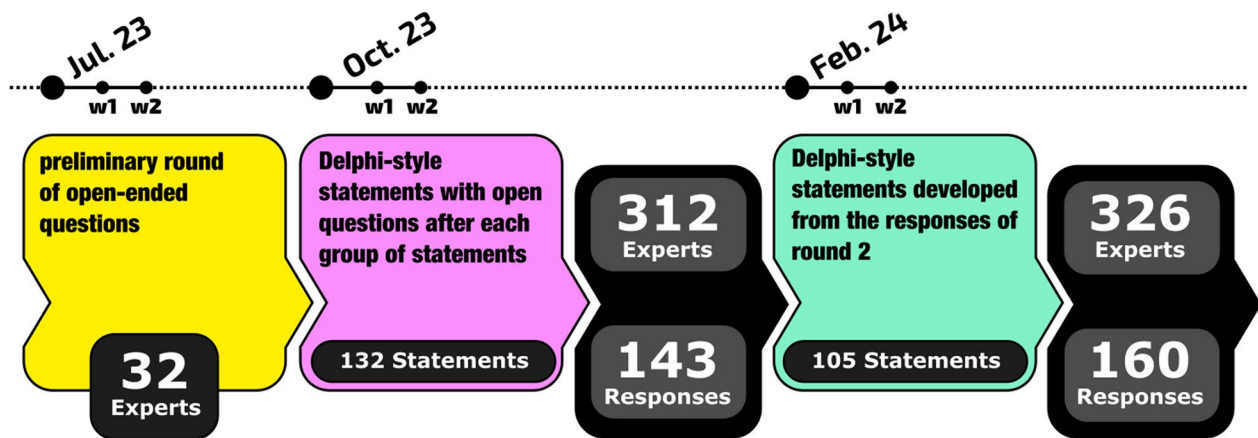 Jul. 23
w1 w2
Oct. 23
w1 w2
Feb. 24
w1 w2
preliminary round
of open-ended
questions
32
Experts
Delphi-style
statements with open
questions after each
group of statements
132 Statements
312
Experts
143
Responses
Delphi-style
statements developed
from the responses of
round 2
105 Statements
326
Experts
160
Responses